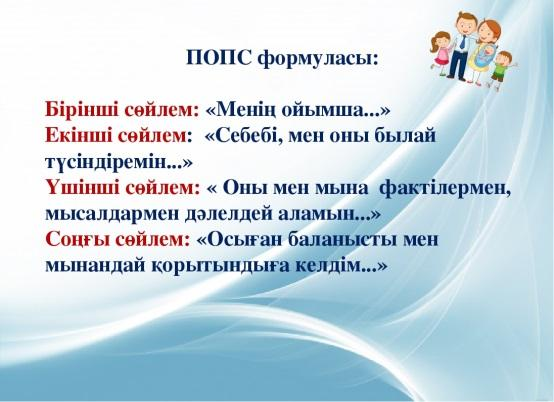 ПОПС формуласы:
Бірінші сөйлем: «Менің ойымша...»
Екінші сөйлем:  «Себебі, мен оны былай
түсіндіремін...»
Үшінші сөйлем: « Оны мен мына  фактілермен,
мысалдармен дәлелдей аламын...»
Соңғы сөйлем: «Осыған баланысты мен
мынандай қорытындыға келдім...»